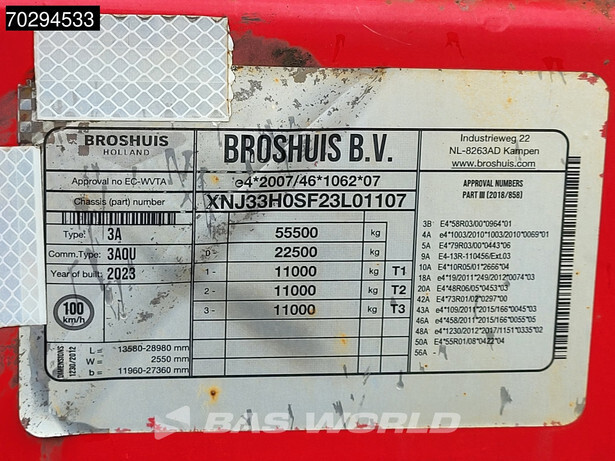 70294533
BROSHUIS
HOLLAND
BROSHUIS B.V.
Industrieweg 22
NL-8263AD Kampen
www.broshuis.com
Approval no EC-WVTA
e4*2007/46*1062*07
Chassis (part) number
XNJ33H0SF23L01107
Type: 3A
55500 kg
Comm.Type: 3A0U
0- 22500 kg
Year of built: 2023
1- 11000 kg T1
2- 11000 kg T2
3- 11000 kg T3
100
km/h
DIMENSIONS
1230/2012
L = 13580-28980 mm
W = 2550 mm
b = 11960-27360 mm
APPROVAL NUMBERS
PART III (2018/858)
3B E4*58R03/00*0964*01
4A e4*1003/2010*1003/2010*0069*01
5A E4*79R03/00*0443*06
9A E4-13R-110456/Ext.03
10A E4*10R05/01*2666*04
18A e4*19/2011*249/2012*0074*03
20A E4*48R06/05*0453*03
42A E4*73R01/02*0297*00
43A e4*109/2011*2015/166*0045*03
46A e4*458/2011*2015/166*0055*05
48A e4*1230/2012*2017/1151*0335*02
50A E4*55R01/08*0422*04
56A -
BAS WORLD